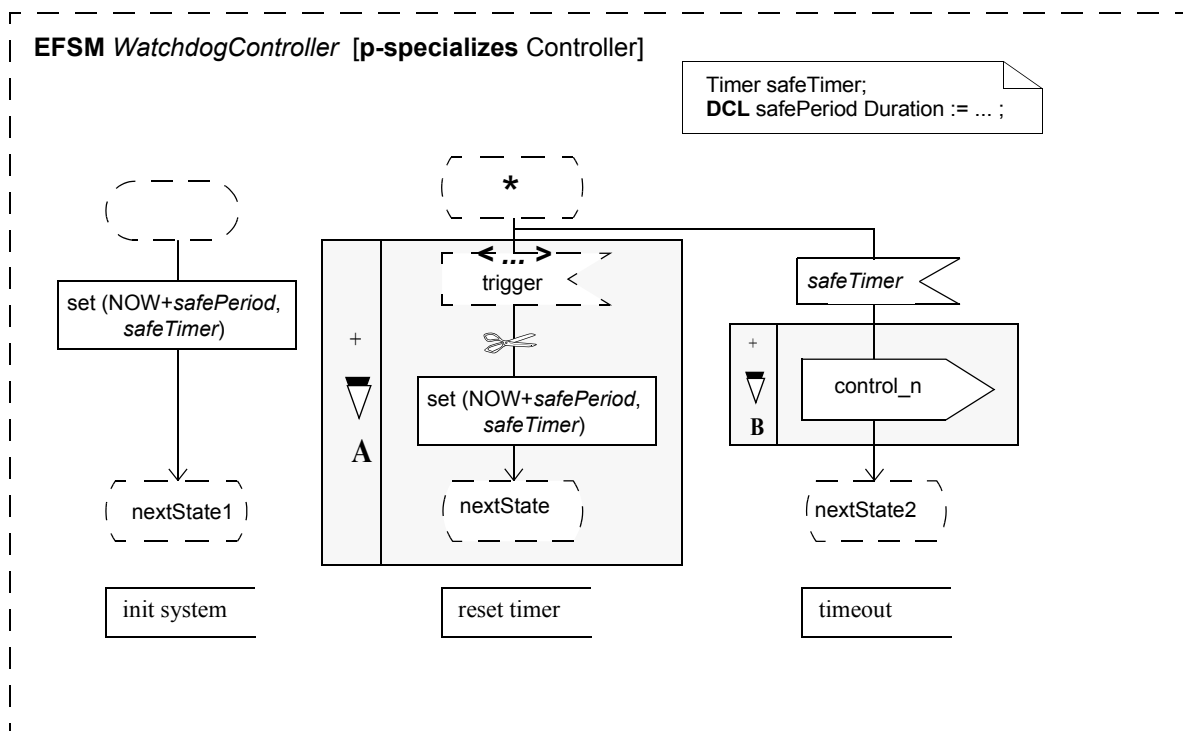 EFSM WatchdogController [p-specializes Controller]
Timer safeTimer;
DCL safePeriod Duration := ... ;
*
< ... >
trigger
safeTimer
set (NOW+safePeriod,
safeTimer)
+
+
control_n
set (NOW+safePeriod,
safeTimer)
A
B
nextState1
nextState
nextState2
init system
reset timer
timeout